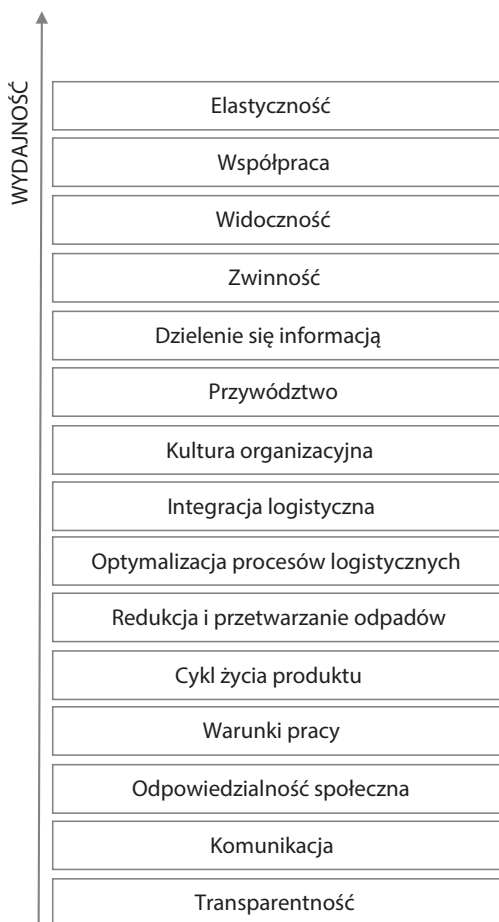 WYDAJNOŚĆ
Elastyczność
Współpraca
Widoczność
Zwinność
Dzielenie się informacją
Przywództwo
Kultura organizacyjna
Integracja logistyczna
Optymalizacja procesów logistycznych
Redukcja i przetwarzanie odpadów
Cykl życia produktu
Warunki pracy
Odpowiedzialność społeczna
Komunikacja
Transparentność